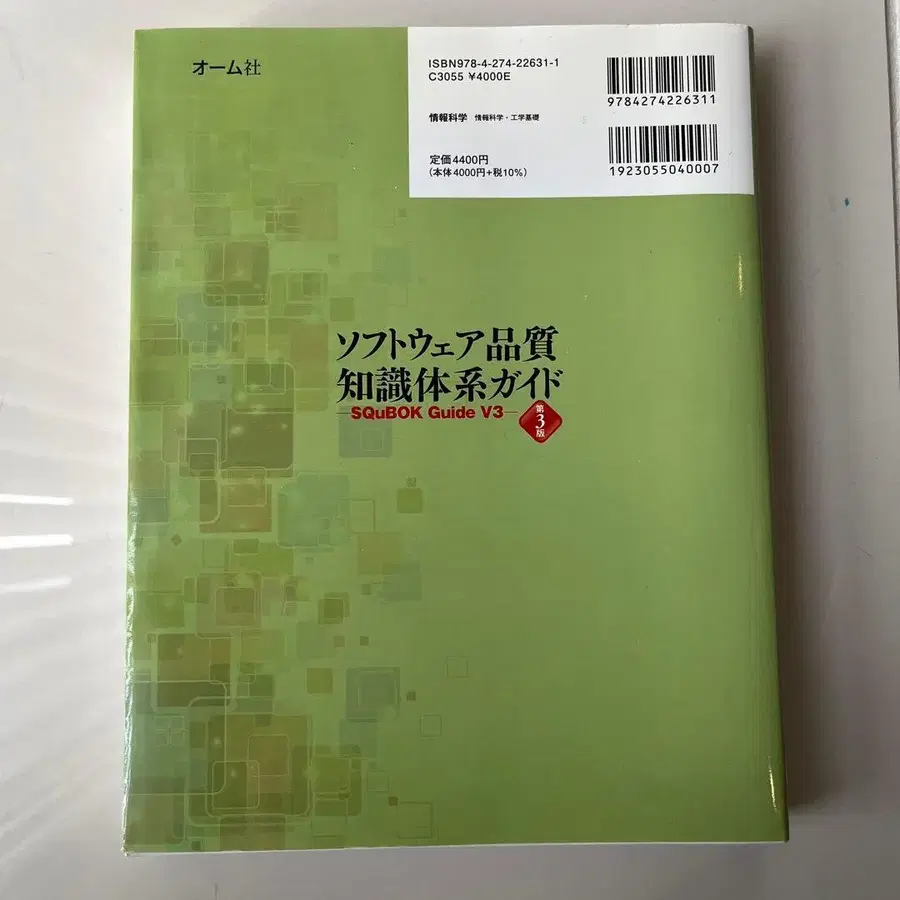 オーム社
ISBN978-4-274-22631-1
C3055 ¥4000E
情報科学 情報科学・工学基礎
定価4400円
(本体4000円+税10%)
9784274226311
1923055040007
ソフトウェア品質
知識体系ガイド
SQuBOK Guide V3
第3版